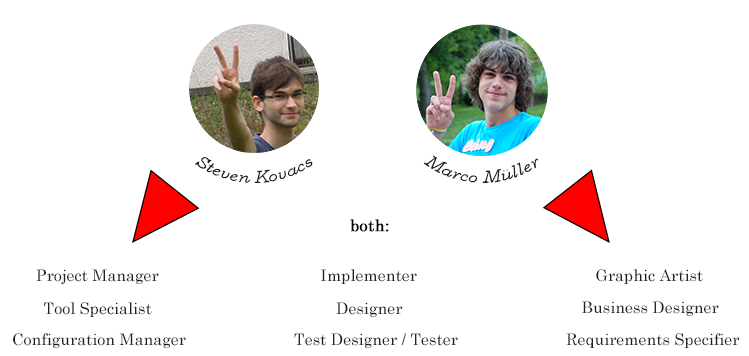 Steven Kovacs
Marco Müller
both:
Project Manager
Implementer
Graphic Artist
Tool Specialist
Designer
Business Designer
Configuration Manager
Test Designer / Tester
Requirements Specifier